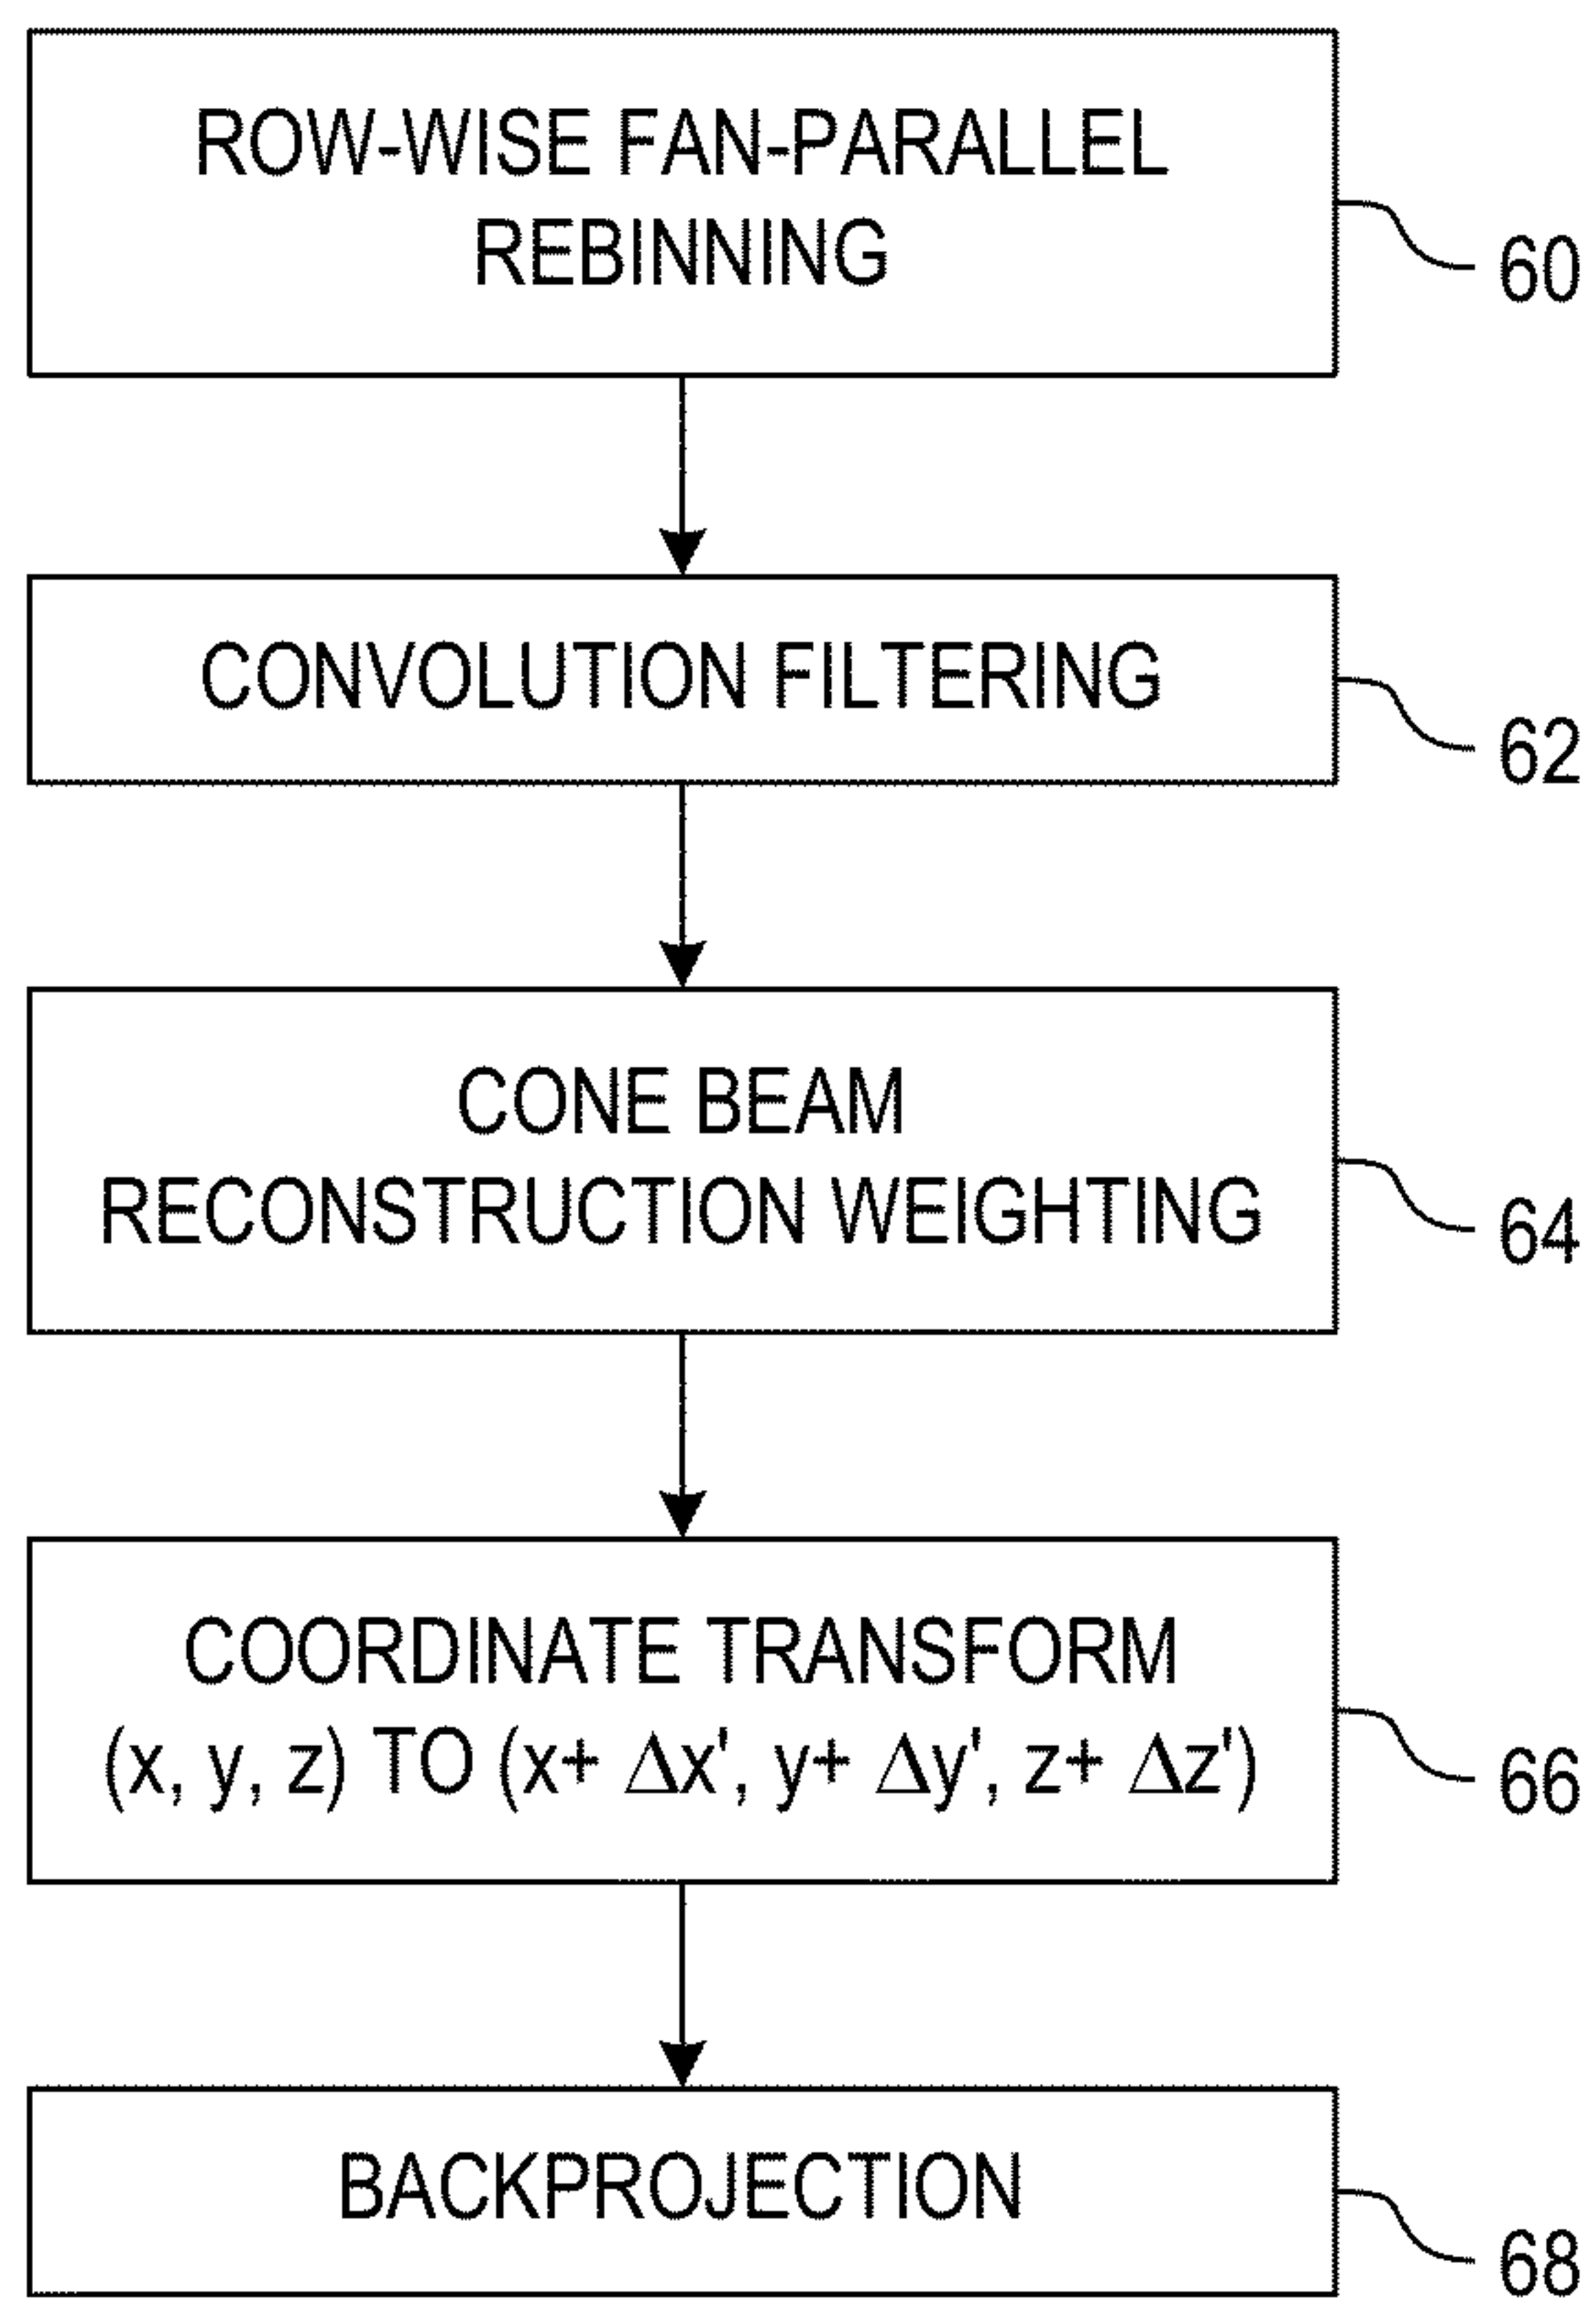 ROW-WISE FAN-PARALLEL
REBINNING
60
CONVOLUTION FILTERING
62
CONE BEAM
RECONSTRUCTION WEIGHTING
64
COORDINATE TRANSFORM
(x, y, z) TO (x+ Δx', y+ Δy', z+ Δz')
66
BACKPROJECTION
68